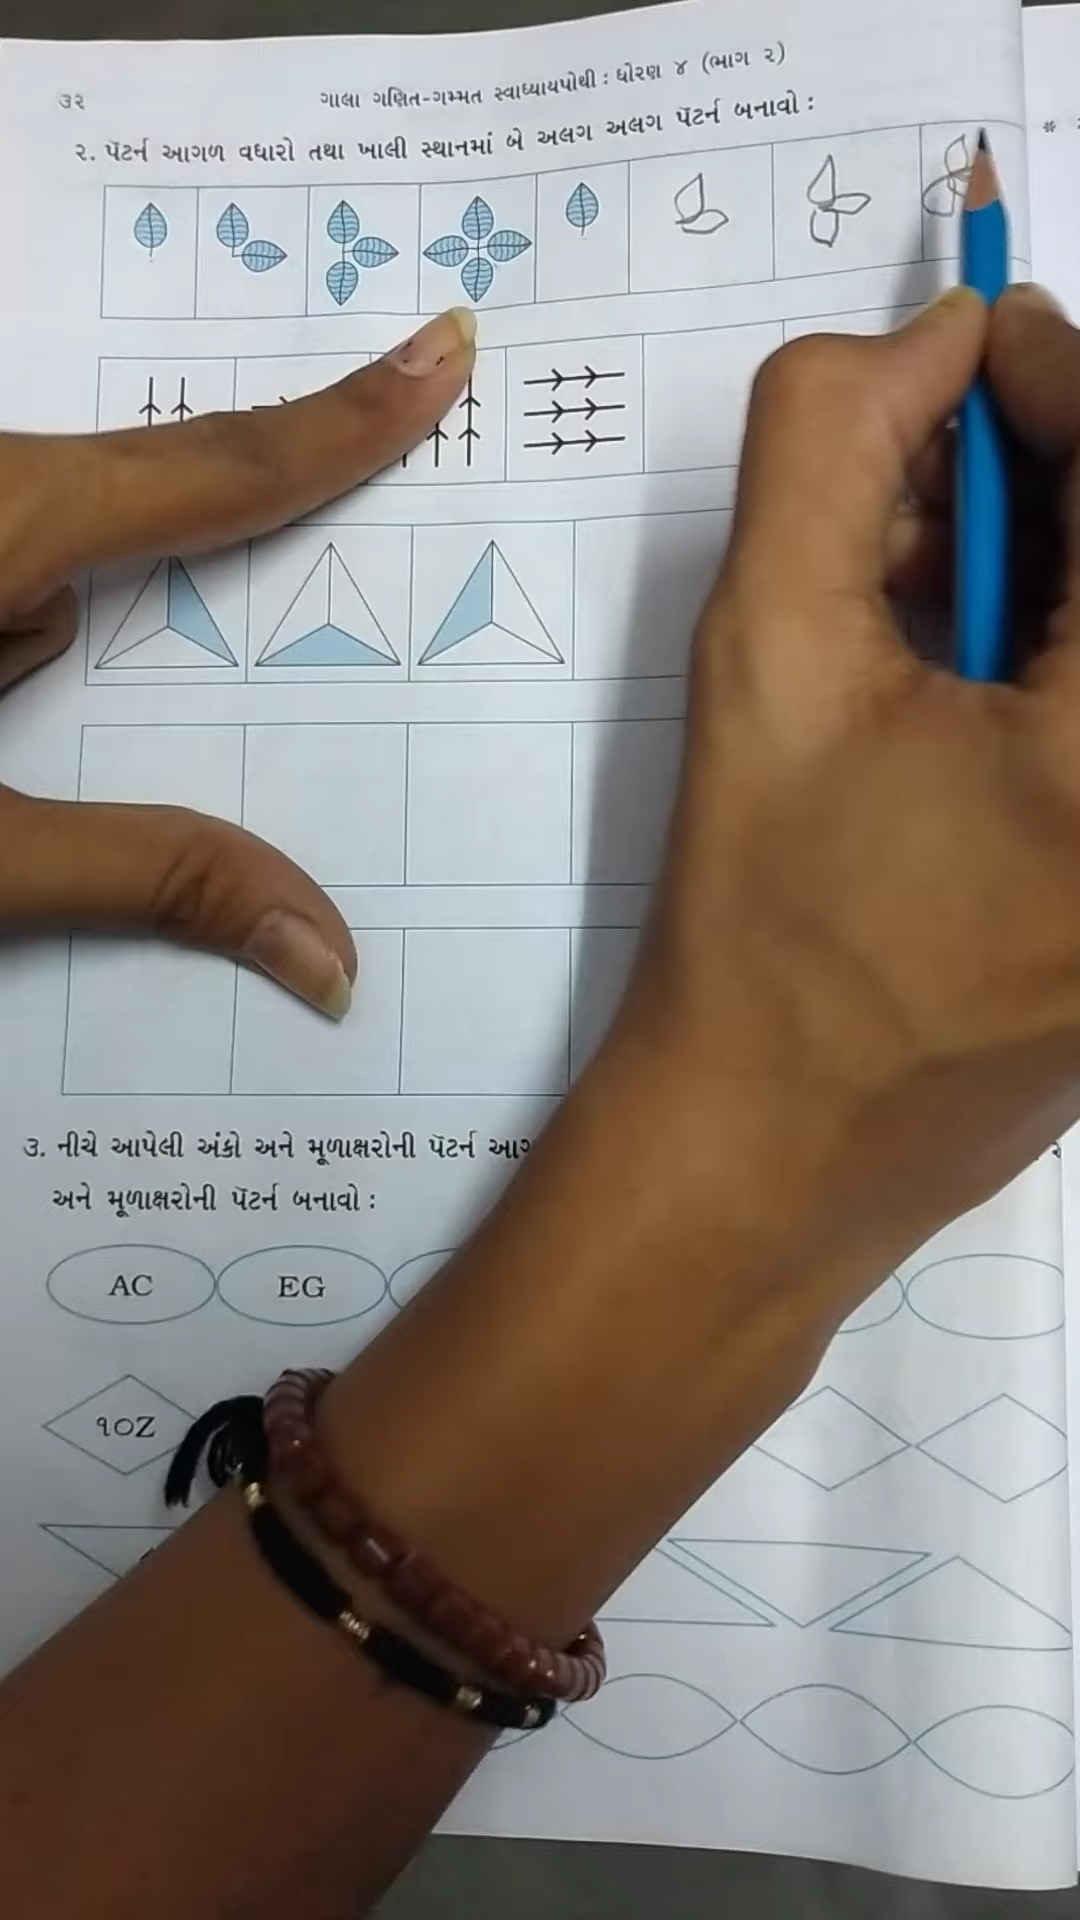 ૩૨
ગાલા ગણિત-ગમ્મત સ્વાધ્યાયપોથી : ધોરણ ૪ (ભાગ ૨)
૨. પૅટર્ન આગળ વધારો તથા ખાલી સ્થાનમાં બે અલગ અલગ પૅટર્ન બનાવો :
૩. નીચે આપેલી અંકો અને મૂળાક્ષરોની પૅટર્ન
અને મૂળાક્ષરોની પૅટર્ન બનાવો :
AC EG
૧૦Z